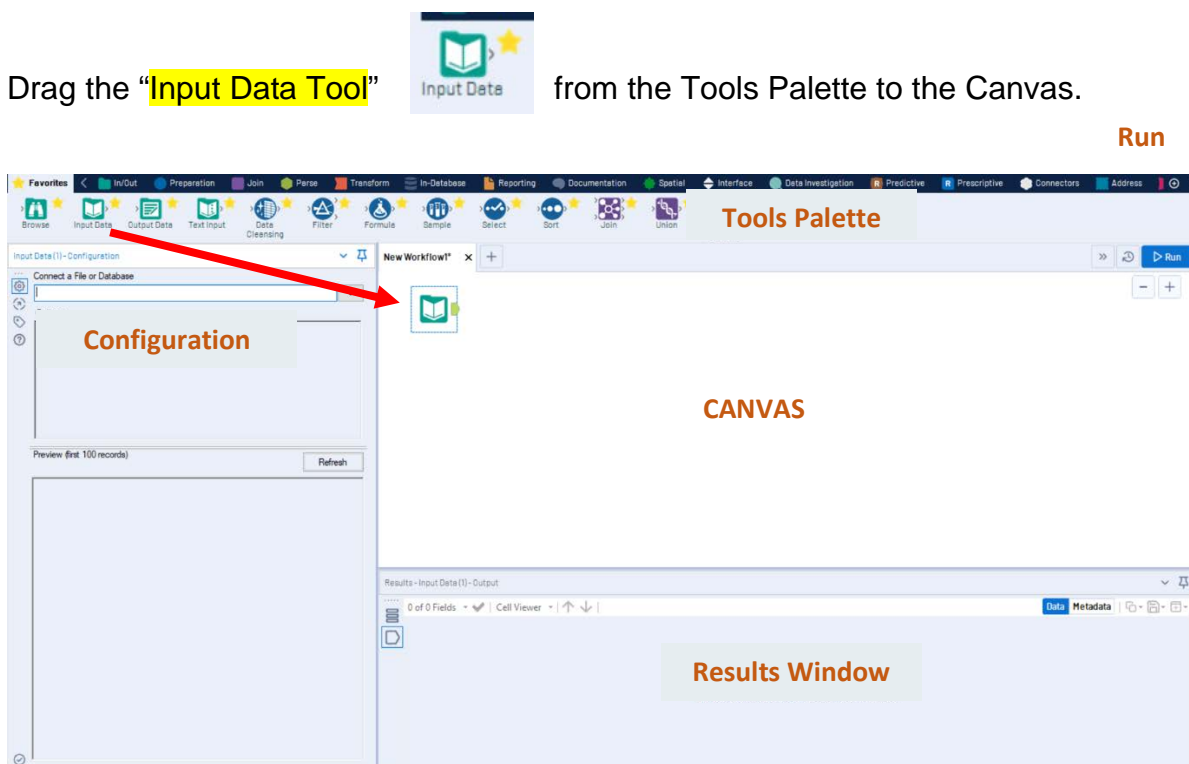 Drag the “Input Data Tool” Input Data from the Tools Palette to the Canvas.
Run
Favorites In/Out Preparation Join Parse Transform In-Database Reporting Documentation Spatial Interface Data Investigation Predictive Prescriptive Connectors Address
Browse Input Data Output Data Text Input Data Cleansing Filter Formula Sample Select Sort Join Union Tools Palette
Input Data (1) - Configuration New Workflow1* x + Run
Connect a File or Database
Configuration
CANVAS
Preview (first 100 records) Refresh
Results - Input Data (1) - Output
0 of 0 Fields Cell Viewer Data Metadata
Results Window